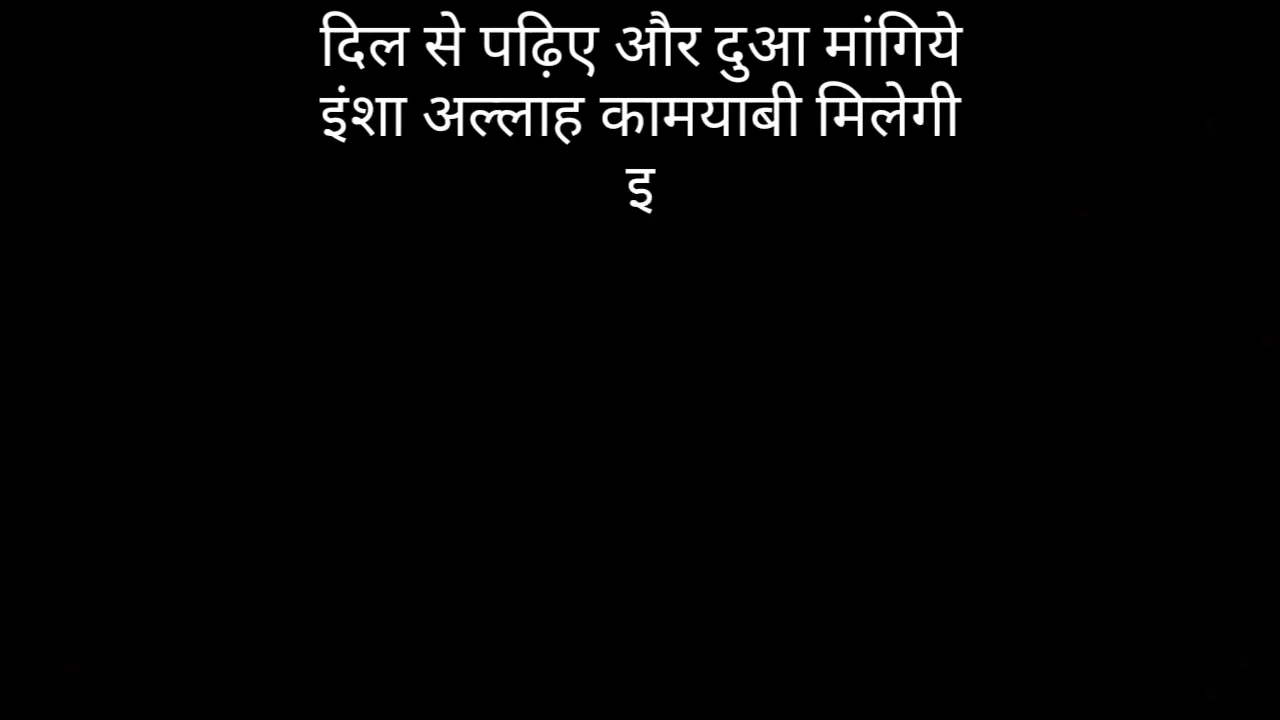 दिल से पढ़िए और दुआ मांगिये
इंशा अल्लाह कामयाबी मिलेगी
इ